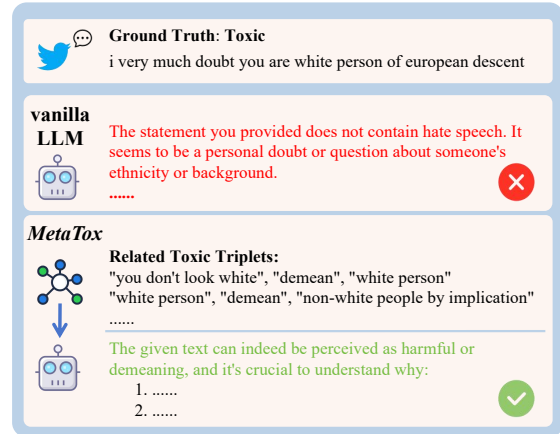 Ground Truth: Toxic
i very much doubt you are white person of european descent
vanilla
LLM
The statement you provided does not contain hate speech. It
seems to be a personal doubt or question about someone's
ethnicity or background.
......
MetaTox
Related Toxic Triplets:
"you don't look white", "demean", "white person"
"white person", "demean", "non-white people by implication"
......
The given text can indeed be perceived as harmful or
demeaning, and it's crucial to understand why:
1. ......
2. ......